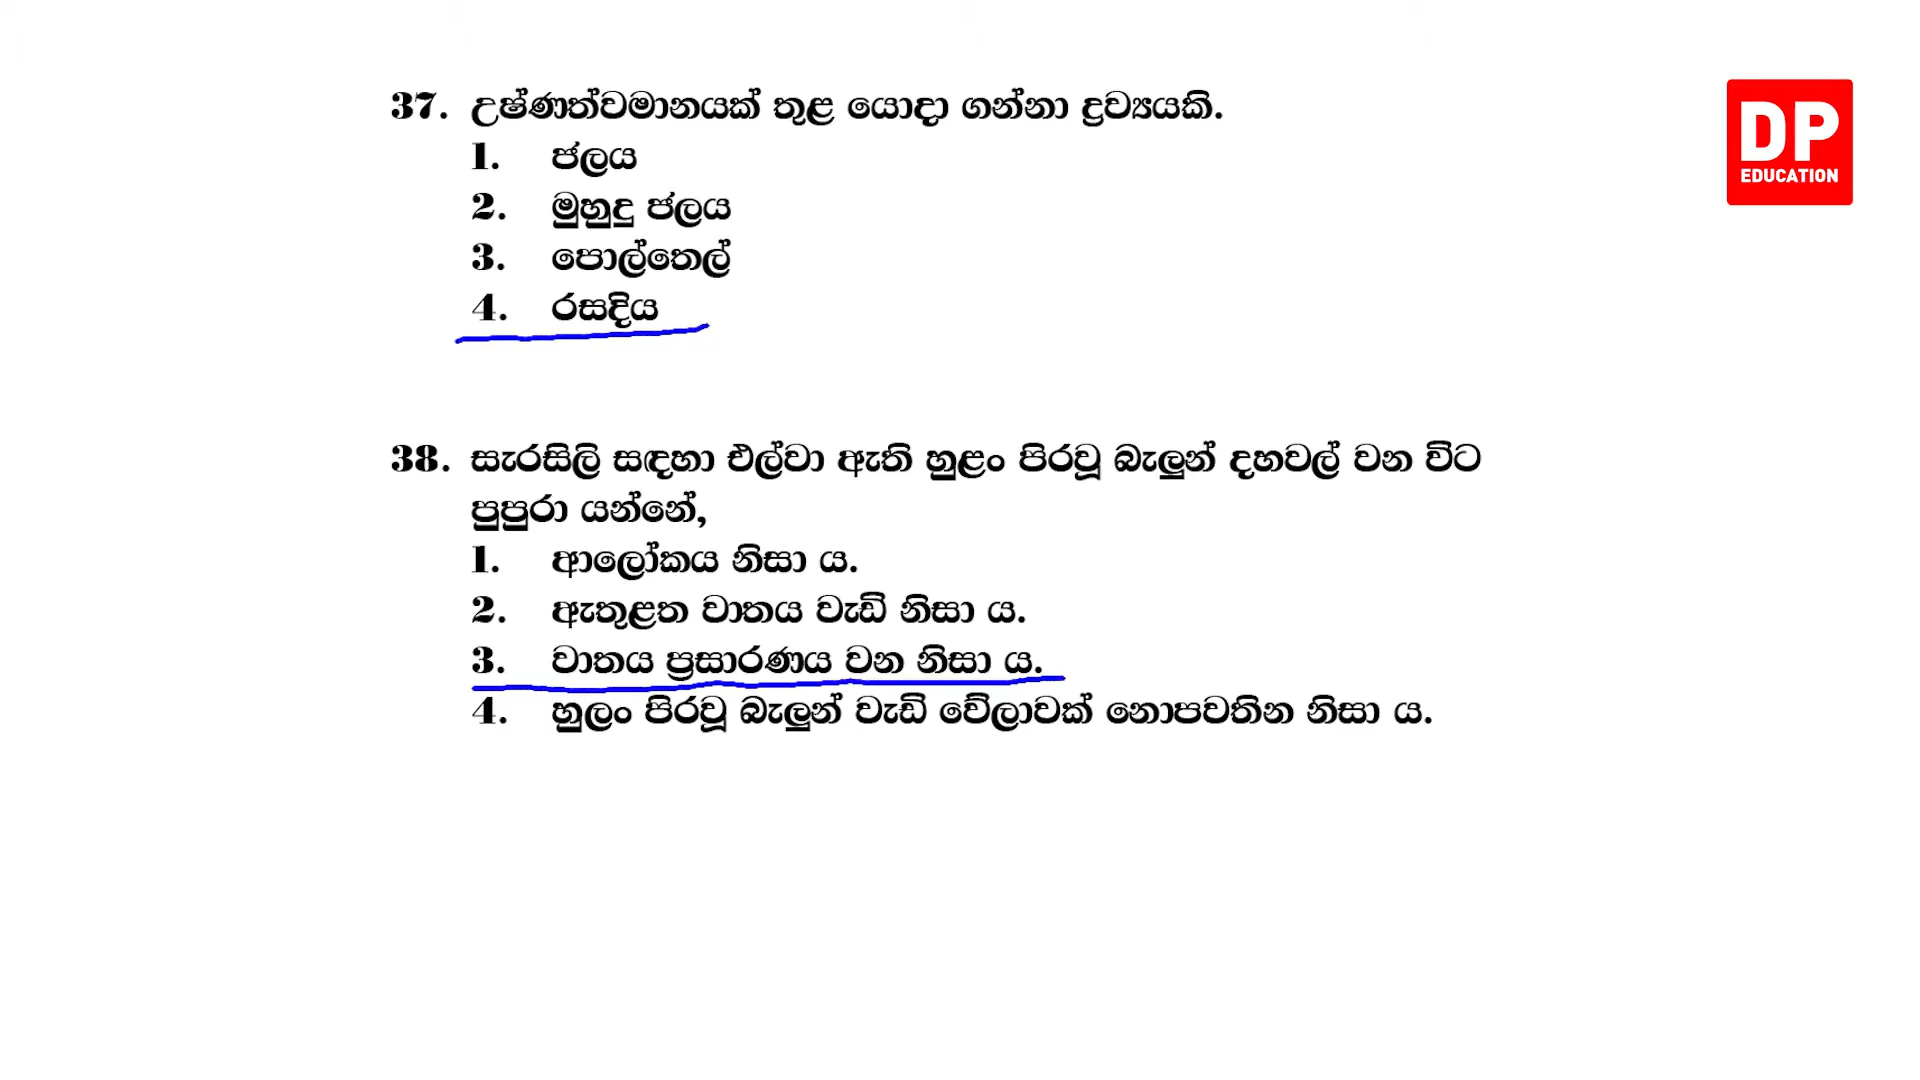 37. උෂ්ණත්වමානයක් තුළ යොදා ගන්නා ද්‍රව්‍යයකි.
1. ජලය
2. මුහුදු ජලය
3. පොල්තෙල්
4. රසදිය
38. සැරසිලි සඳහා එල්වා ඇති හුළං පිරවූ බැලුන් දහවල් වන විට
පුපුරා යන්නේ,
1. ආලෝකය නිසා ය.
2. ඇතුළත වාතය වැඩි නිසා ය.
3. වාතය ප්‍රසාරණය වන නිසා ය.
4. හුලං පිරවූ බැලුන් වැඩි වේලාවක් නොපවතින නිසා ය.
DP
EDUCATION